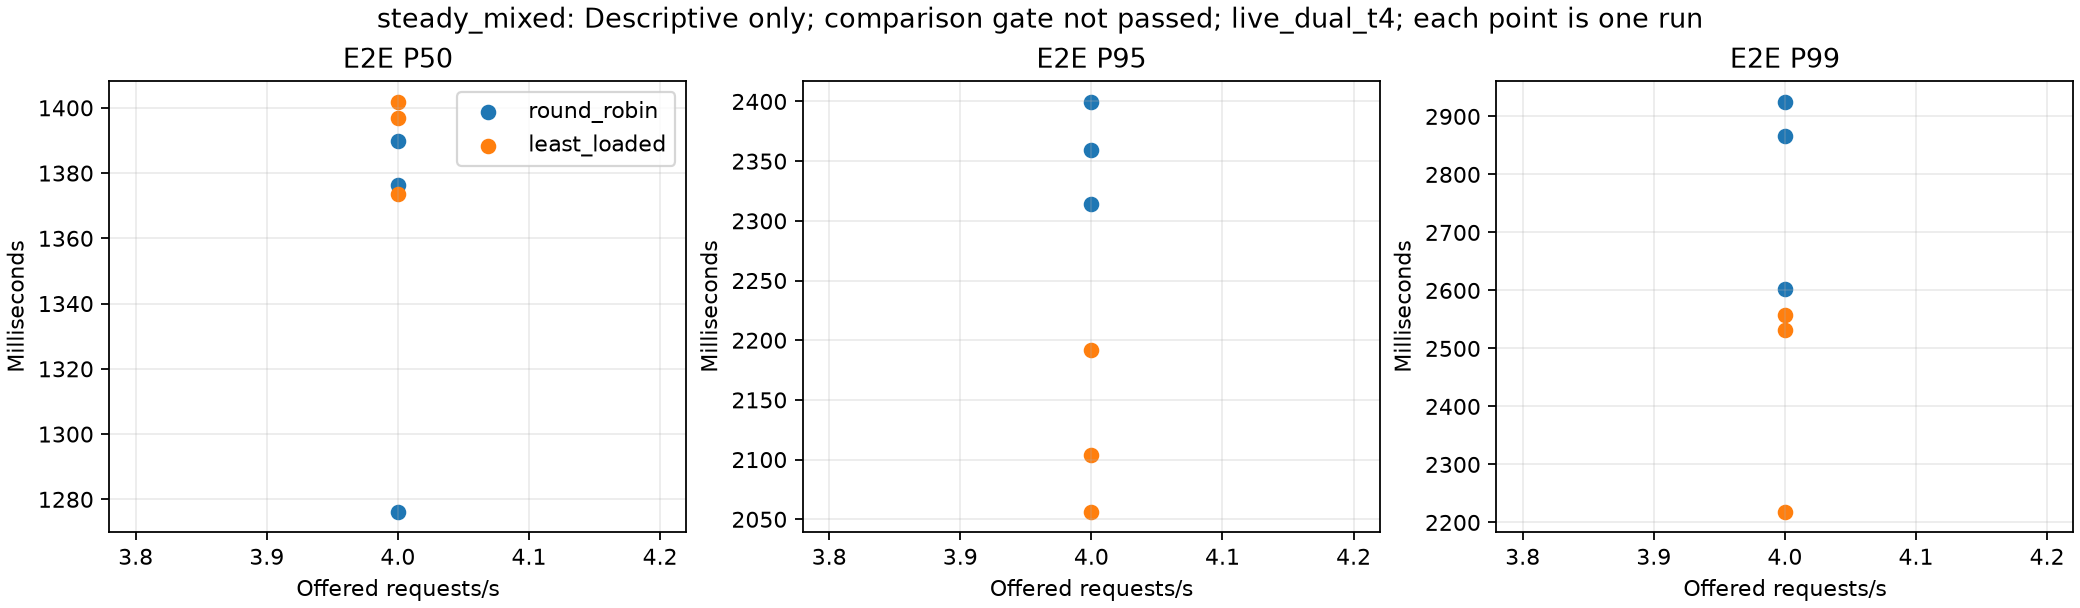 steady_mixed: Descriptive only; comparison gate not passed; live_dual_t4; each point is one run
E2E P50
1400
1380
1360
1340
1320
1300
1280
Milliseconds
round_robin
least_loaded
3.8 3.9 4.0 4.1 4.2
Offered requests/s
E2E P95
2400
2350
2300
2250
2200
2150
2100
2050
Milliseconds
3.8 3.9 4.0 4.1 4.2
Offered requests/s
E2E P99
2900
2800
2700
2600
2500
2400
2300
2200
Milliseconds
3.8 3.9 4.0 4.1 4.2
Offered requests/s